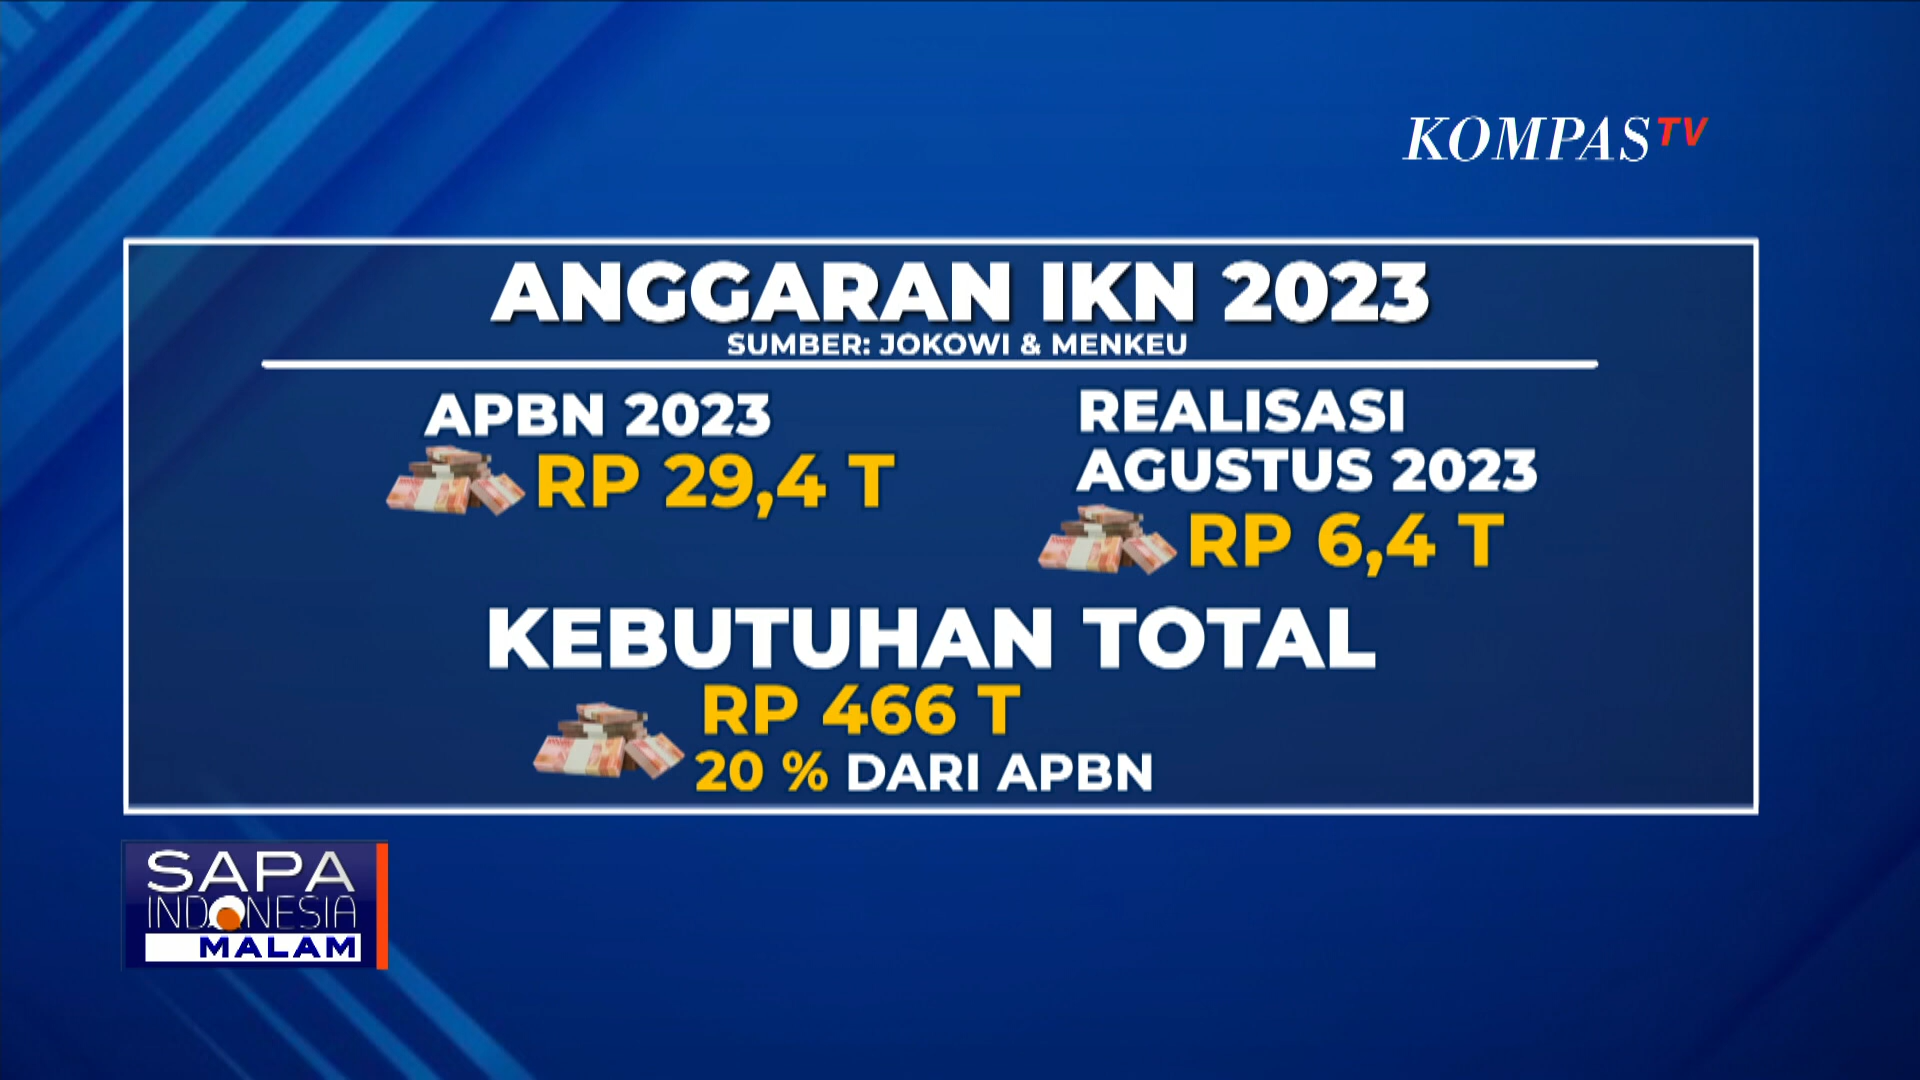 KOMPAS TV
ANGGARAN IKN 2023
SUMBER: JOKOWI & MENKEU
APBN 2023
RP 29,4 T
REALISASI
AGUSTUS 2023
RP 6,4 T
KEBUTUHAN TOTAL
RP 466 T
20 % DARI APBN
SAPA
INDONESIA
MALAM